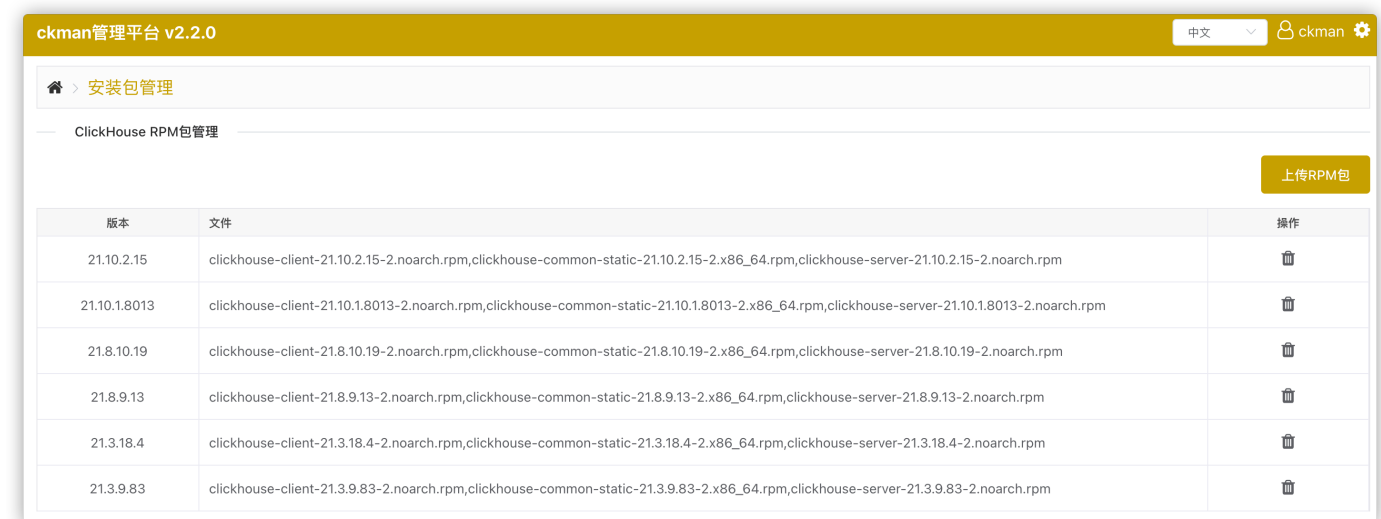 ckman管理平台 v2.2.0 中文 ckman
安装包管理
ClickHouse RPM包管理
上传RPM包
版本 文件 操作
21.10.2.15 clickhouse-client-21.10.2.15-2.noarch.rpm,clickhouse-common-static-21.10.2.15-2.x86_64.rpm,clickhouse-server-21.10.2.15-2.noarch.rpm
21.10.1.8013 clickhouse-client-21.10.1.8013-2.noarch.rpm,clickhouse-common-static-21.10.1.8013-2.x86_64.rpm,clickhouse-server-21.10.1.8013-2.noarch.rpm
21.8.10.19 clickhouse-client-21.8.10.19-2.noarch.rpm,clickhouse-common-static-21.8.10.19-2.x86_64.rpm,clickhouse-server-21.8.10.19-2.noarch.rpm
21.8.9.13 clickhouse-client-21.8.9.13-2.noarch.rpm,clickhouse-common-static-21.8.9.13-2.x86_64.rpm,clickhouse-server-21.8.9.13-2.noarch.rpm
21.3.18.4 clickhouse-client-21.3.18.4-2.noarch.rpm,clickhouse-common-static-21.3.18.4-2.x86_64.rpm,clickhouse-server-21.3.18.4-2.noarch.rpm
21.3.9.83 clickhouse-client-21.3.9.83-2.noarch.rpm,clickhouse-common-static-21.3.9.83-2.x86_64.rpm,clickhouse-server-21.3.9.83-2.noarch.rpm